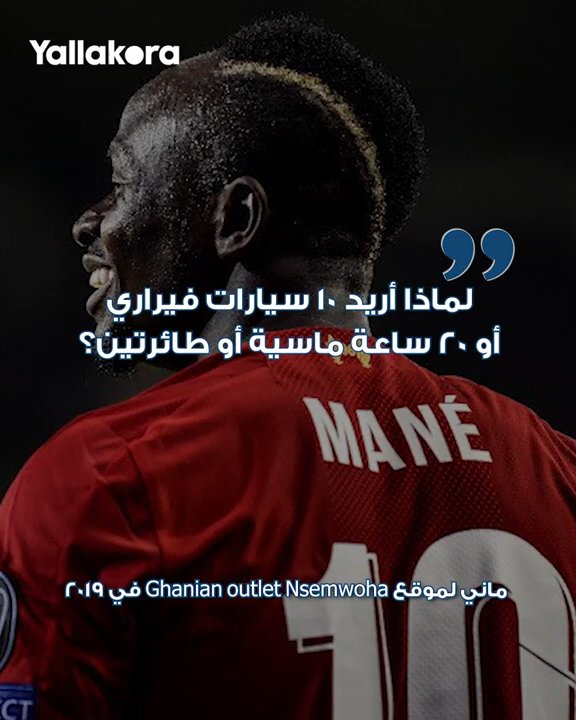 Yallakora
لماذا أريد ١٠ سيارات فيراري
أو ٢٠ ساعة ماسية أو طائرتين؟
MANÉ
10
ماني لموقع Ghanian outlet Nsemwoha في ٢٠١٩